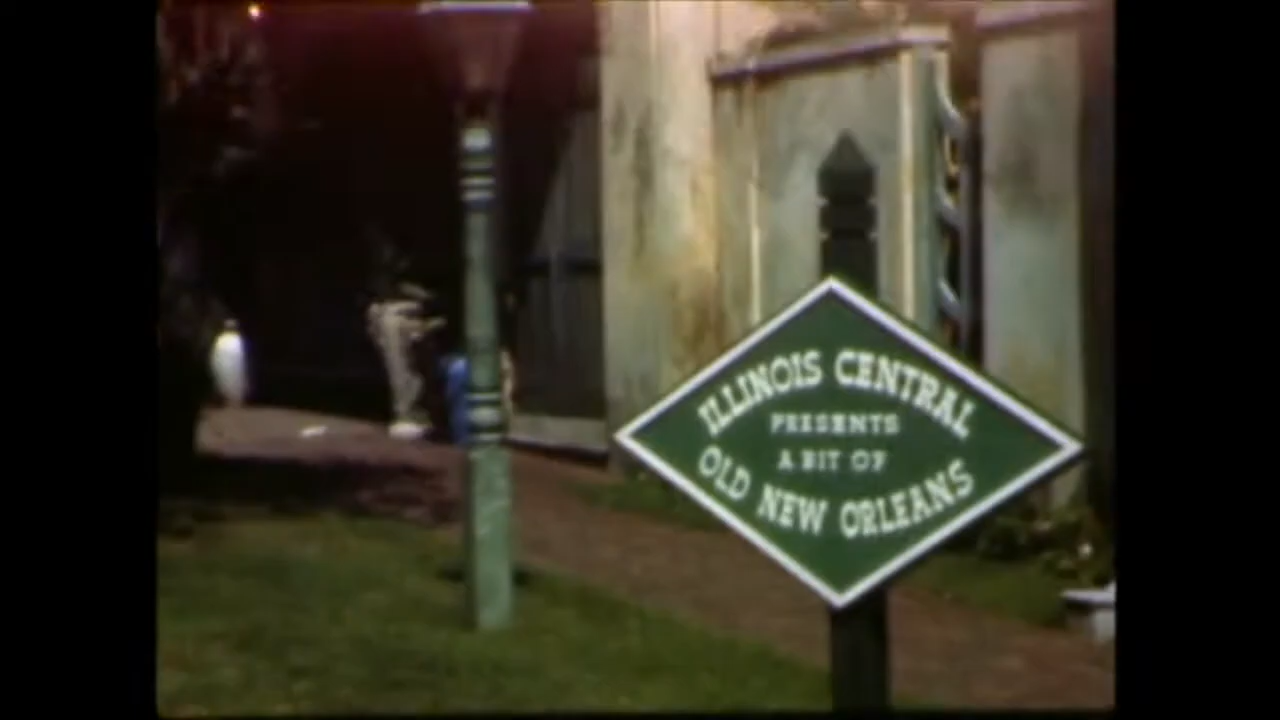 ILLINOIS CENTRAL
PRESENTS
A BIT OF
OLD NEW ORLEANS